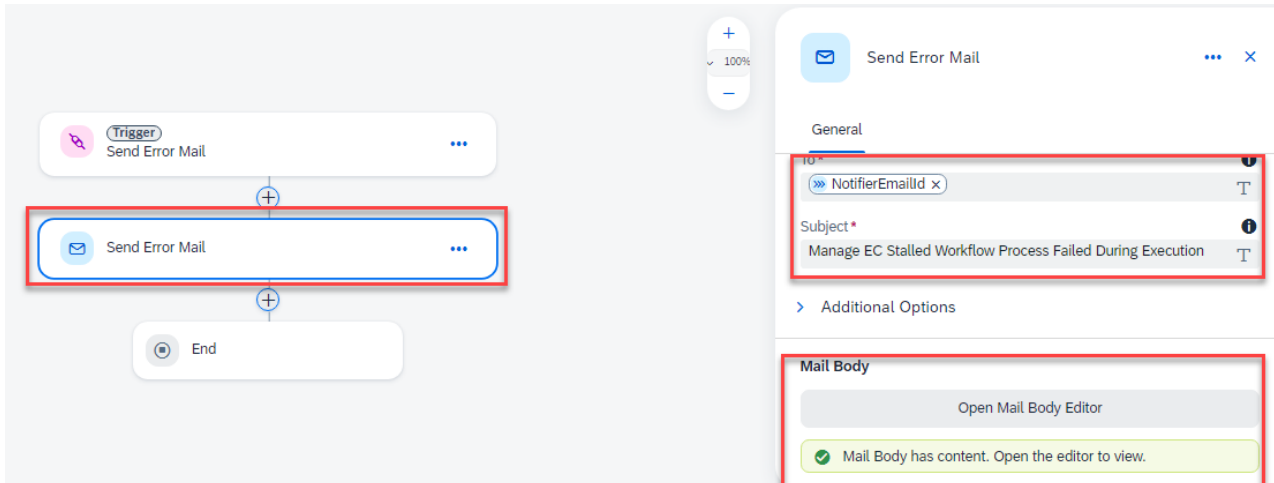 100%
Trigger
Send Error Mail
Send Error Mail
End
Send Error Mail
General
To*
NotifierEmailId ×
T
Subject*
Manage EC Stalled Workflow Process Failed During Execution
T
Additional Options
Mail Body
Open Mail Body Editor
Mail Body has content. Open the editor to view.